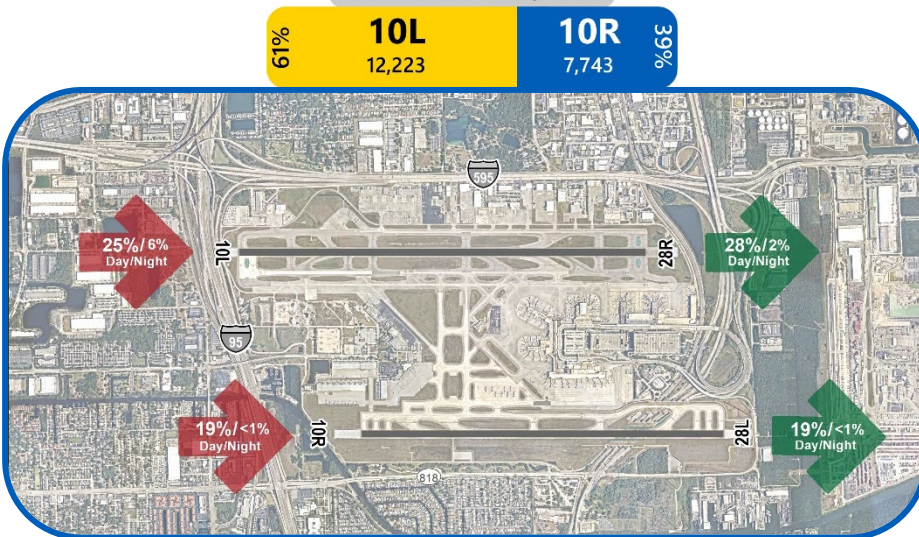 61%
10L
12,223
10R
7,743
39%
595
25%/6%
Day/Night
10L
28R
28%/2%
Day/Night
95
19%/<1%
Day/Night
10R
28L
19%/<1%
Day/Night
818